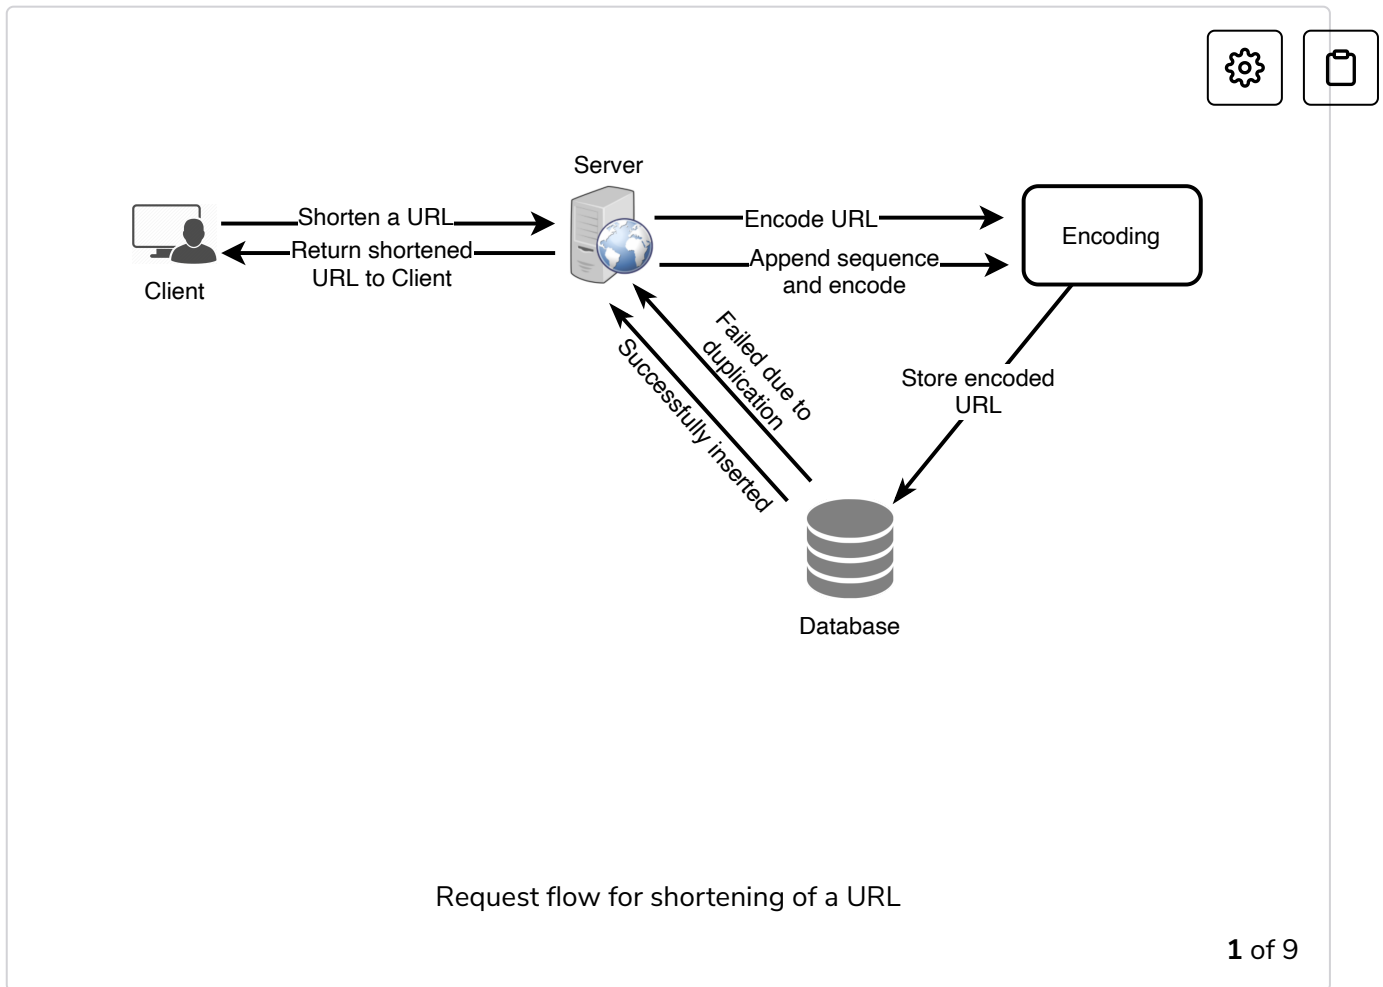 Server
Shorten a URL
Return shortened
URL to Client
Client
Encode URL
Append sequence
and encode
Encoding
Failed due to
duplication
Successfully inserted
Store encoded
URL
Database
Request flow for shortening of a URL
1 of 9